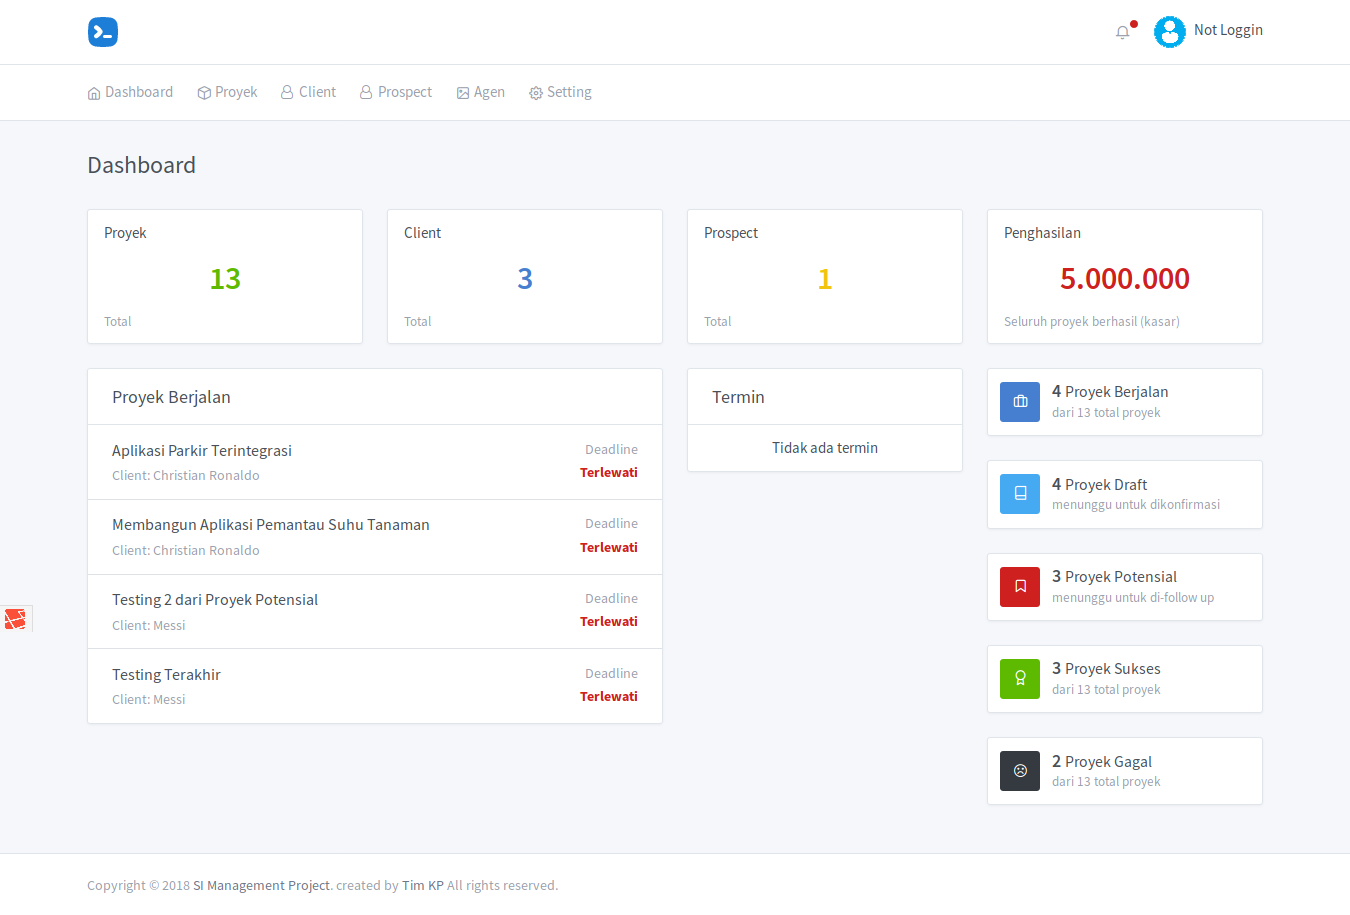 Not Loggin
Dashboard
Proyek
Client
Prospect
Agen
Setting
Dashboard
Proyek
13
Total
Client
3
Total
Prospect
1
Total
Penghasilan
5.000.000
Seluruh proyek berhasil (kasar)
Proyek Berjalan
Aplikasi Parkir Terintegrasi
Client: Christian Ronaldo
Deadline
Terlewati
Membangun Aplikasi Pemantau Suhu Tanaman
Client: Christian Ronaldo
Deadline
Terlewati
Testing 2 dari Proyek Potensial
Client: Messi
Deadline
Terlewati
Testing Terakhir
Client: Messi
Deadline
Terlewati
Termin
Tidak ada termin
4 Proyek Berjalan
dari 13 total proyek
4 Proyek Draft
menunggu untuk dikonfirmasi
3 Proyek Potensial
menunggu untuk di-follow up
3 Proyek Sukses
dari 13 total proyek
2 Proyek Gagal
dari 13 total proyek
Copyright © 2018 SI Management Project. created by Tim KP All rights reserved.